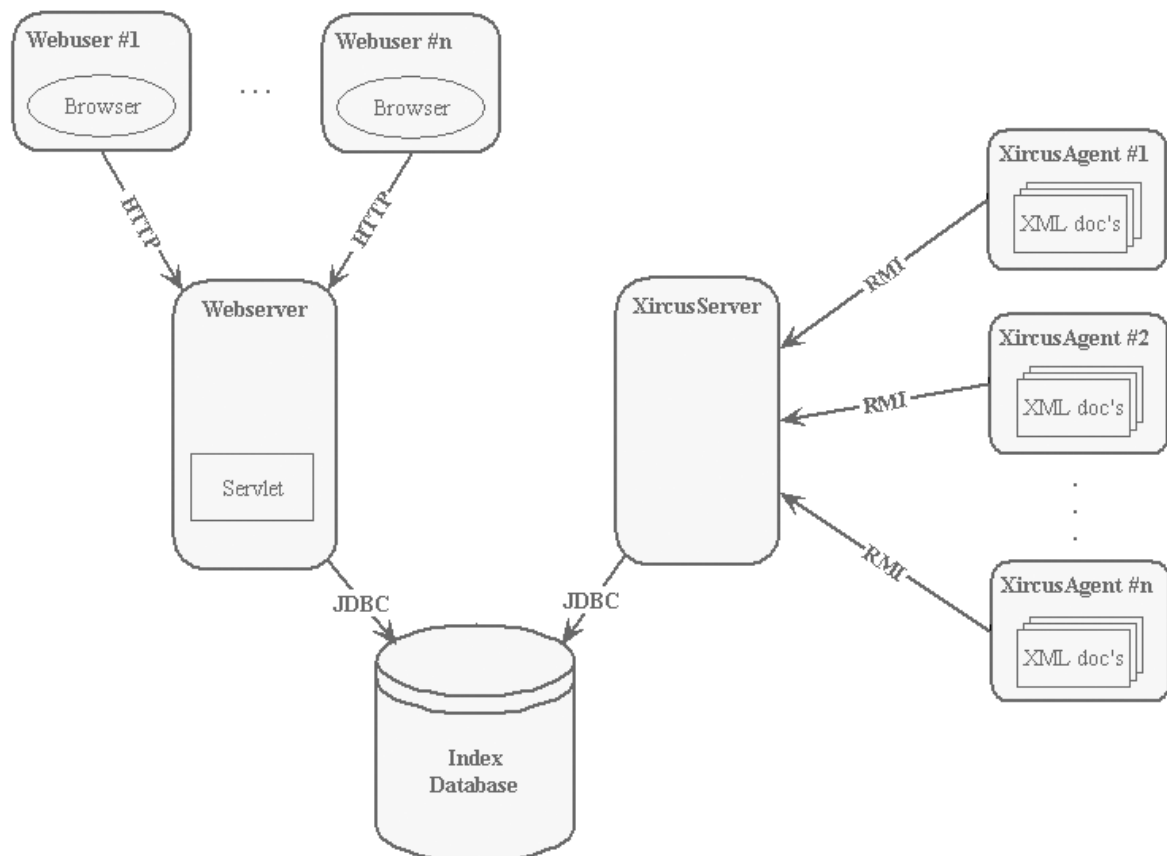 Webuser #1
Browser
. . .
Webuser #n
Browser
HTTP
HTTP
Webserver
Servlet
JDBC
XircusServer
JDBC
Index
Database
XircusAgent #1
XML doc's
RMI
XircusAgent #2
XML doc's
RMI
.
.
.
XircusAgent #n
XML doc's
RMI